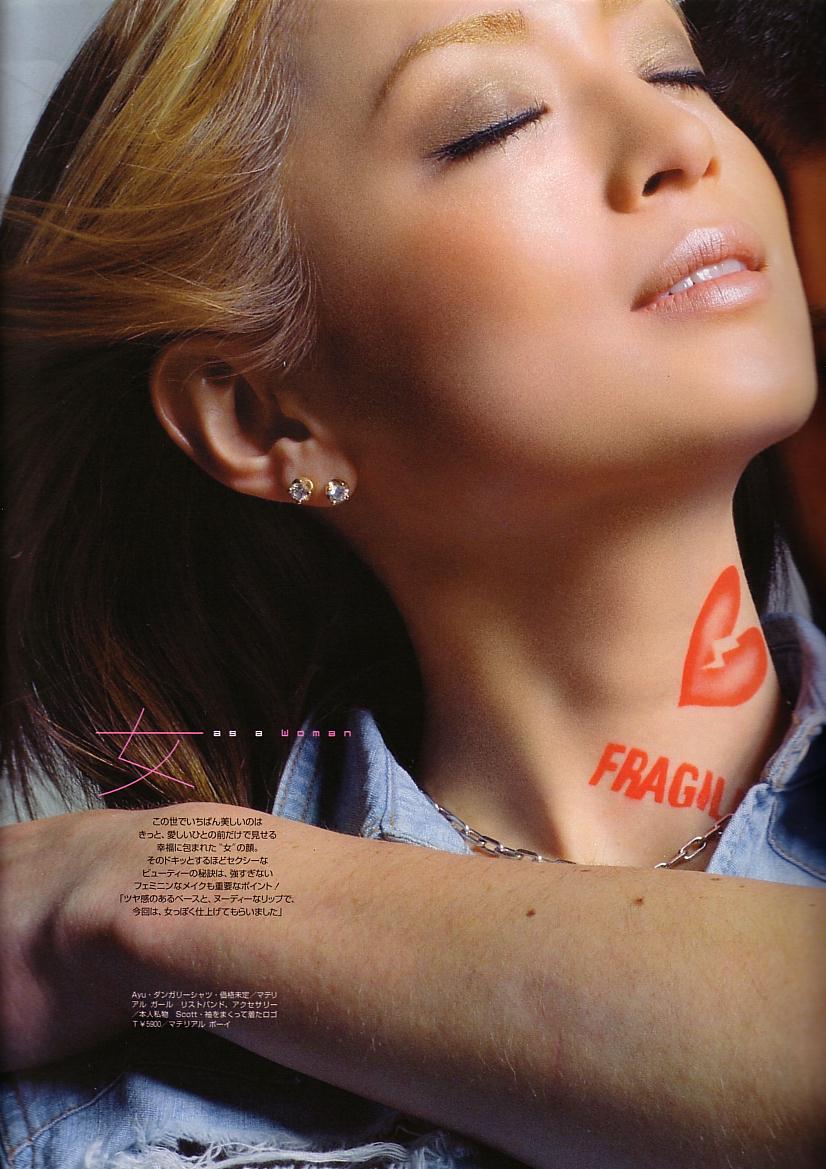 FRAGIL
女 as a Woman
この世でいちばん美しいのは
きっと、愛しいひとの前だけで見せる
幸福に包まれた“女”の顔。
そのドキッとするほどセクシーな
ビューティーの秘訣は、強すぎない
フェミニンなメイクも重要なポイント！
「ツヤ感のあるベースと、ヌーディーなリップで、
今回は、女っぽく仕上げてもらいました」
Ayu・ダンガリーシャツ・価格未定／マテリ
アル ガール　リストバンド、アクセサリー
／本人私物　Scott・袖をまくって着たロゴ
T￥5900／マテリアル ボーイ